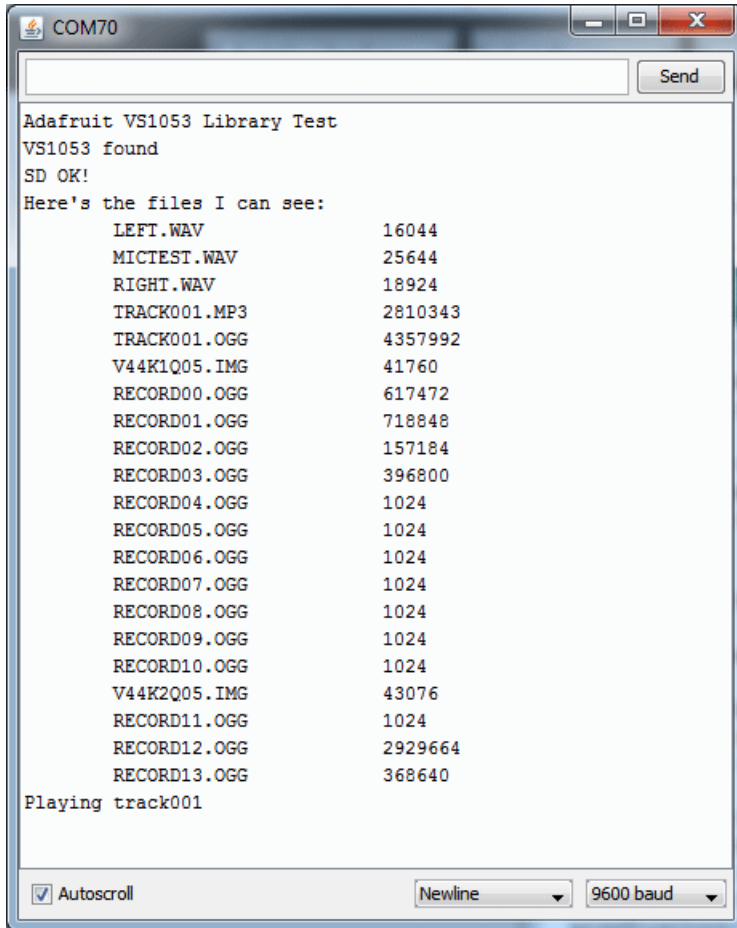 COM70
Send
Adafruit VS1053 Library Test
VS1053 found
SD OK!
Here's the files I can see:
LEFT.WAV 16044
MICTEST.WAV 25644
RIGHT.WAV 18924
TRACK001.MP3 2810343
TRACK001.OGG 4357992
V44K1Q05.IMG 41760
RECORD00.OGG 617472
RECORD01.OGG 718848
RECORD02.OGG 157184
RECORD03.OGG 396800
RECORD04.OGG 1024
RECORD05.OGG 1024
RECORD06.OGG 1024
RECORD07.OGG 1024
RECORD08.OGG 1024
RECORD09.OGG 1024
RECORD10.OGG 1024
V44K2Q05.IMG 43076
RECORD11.OGG 1024
RECORD12.OGG 2929664
RECORD13.OGG 368640
Playing track001
Autoscroll Newline 9600 baud